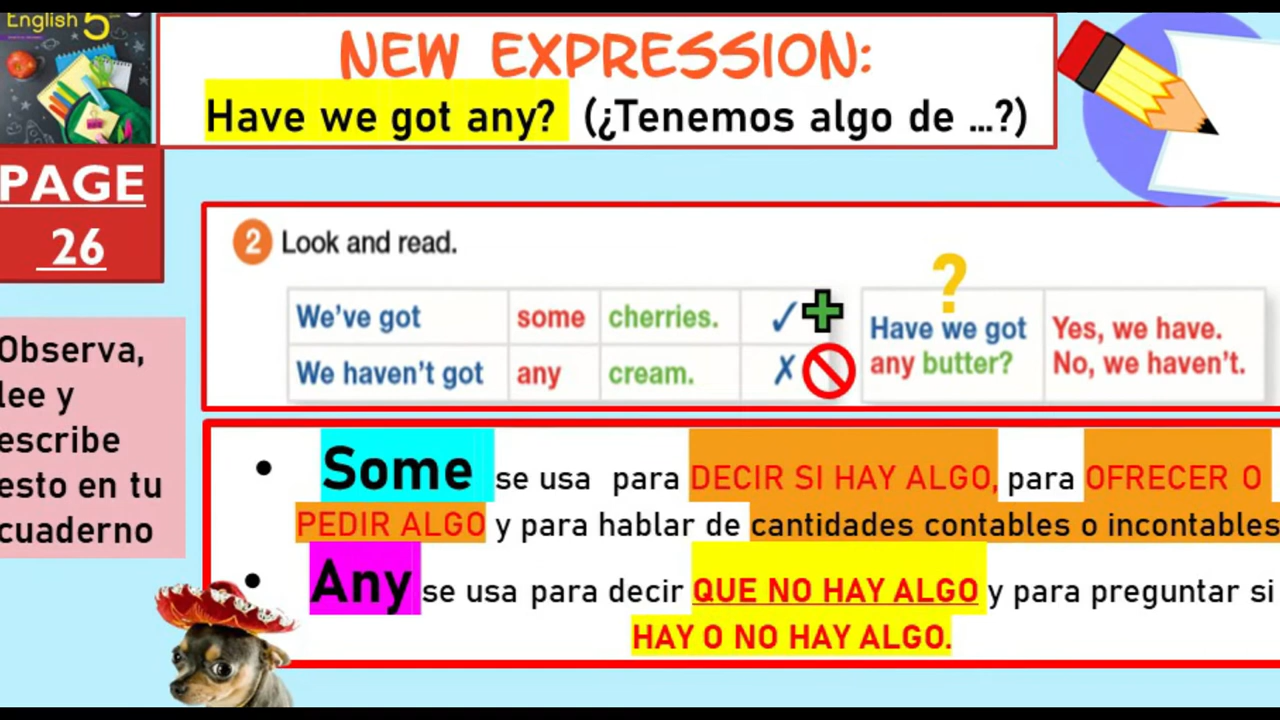 English 5
NEW EXPRESSION:
Have we got any? (¿Tenemos algo de ...?)
PAGE
26
2 Look and read.
?
We've got some cherries. ✓
We haven't got any cream. ✗
Have we got Yes, we have.
any butter? No, we haven't.
Observa,
lee y
escribe
esto en tu
cuaderno
• Some se usa para DECIR SI HAY ALGO, para OFRECER O
PEDIR ALGO y para hablar de cantidades contables o incontables
• Any se usa para decir QUE NO HAY ALGO y para preguntar si
HAY O NO HAY ALGO.